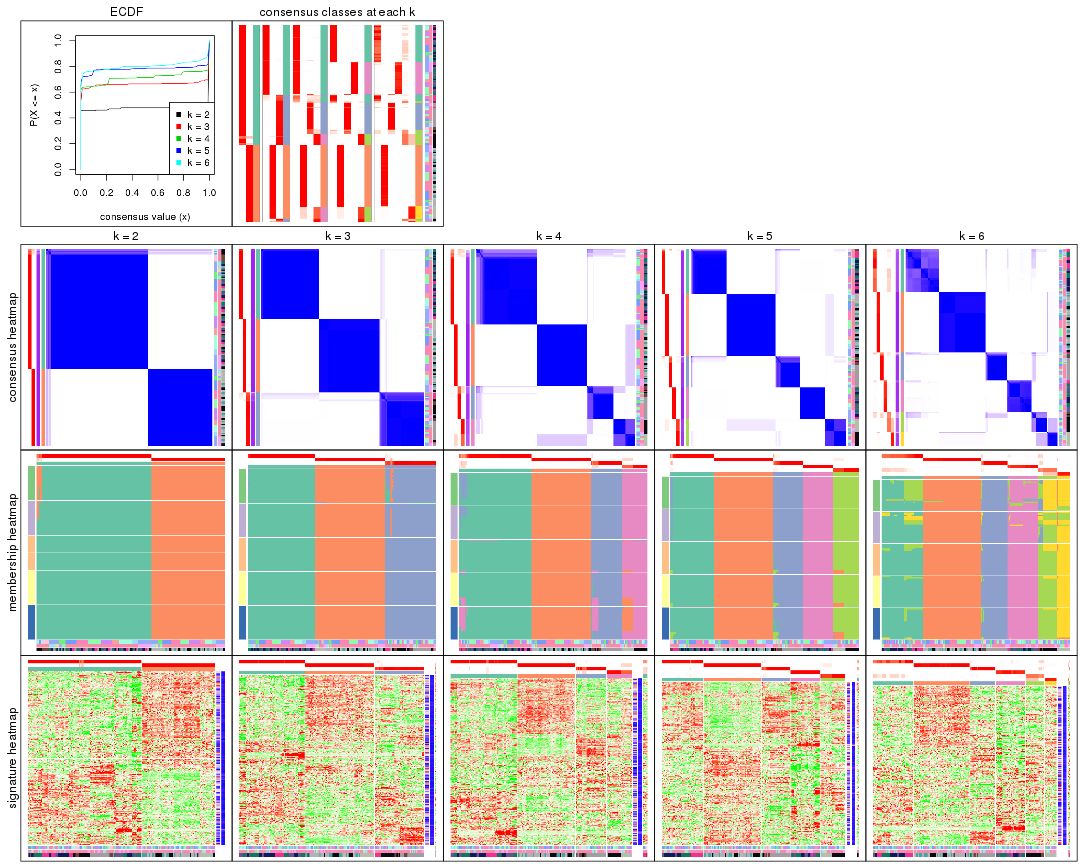 ECDF
consensus classes at each k
P(X <= x)
0.0 0.2 0.4 0.6 0.8 1.0
k = 2
k = 3
k = 4
k = 5
k = 6
0.0 0.2 0.4 0.6 0.8 1.0
consensus value (x)
k = 2
k = 3
k = 4
k = 5
k = 6
consensus heatmap
membership heatmap
signature heatmap